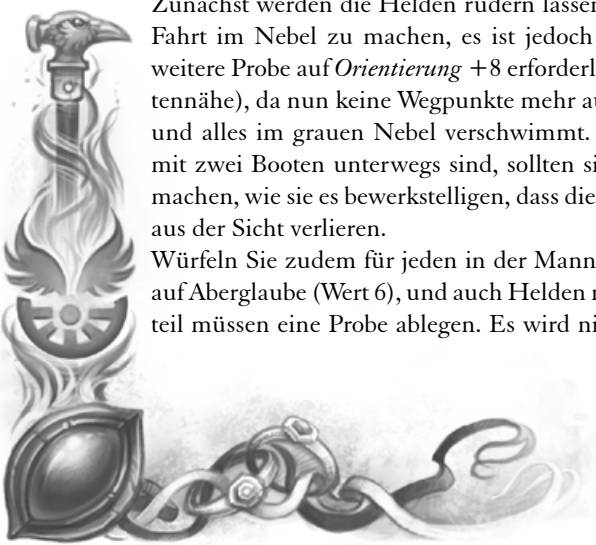 Zunächst werden die Helden rudern lassen
Fahrt im Nebel zu machen, es ist jedoch
weitere Probe auf Orientierung +8 erforderl
tennähe), da nun keine Wegpunkte mehr au
und alles im grauen Nebel verschwimmt.
mit zwei Booten unterwegs sind, sollten si
machen, wie sie es bewerkstelligen, dass die
aus der Sicht verlieren.
Würfeln Sie zudem für jeden in der Mann
auf Aberglaube (Wert 6), und auch Helden
teil müssen eine Probe ablegen. Es wird ni